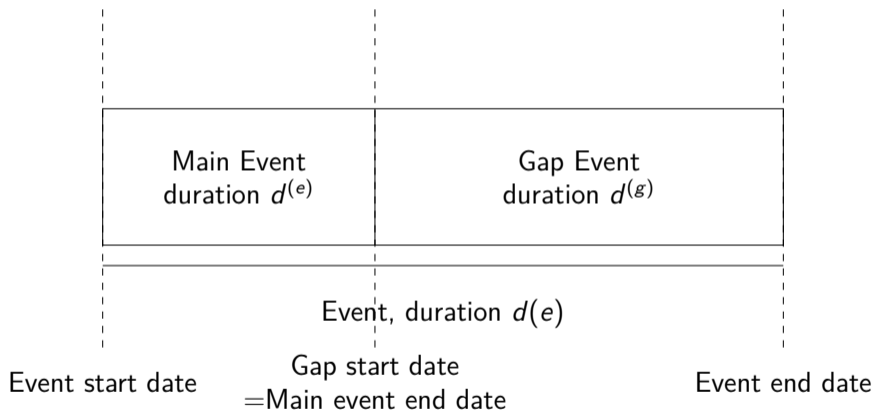 Main Event
duration d^(e)
Gap Event
duration d^(g)
Event, duration d(e)
Event start date
Gap start date
=Main event end date
Event end date